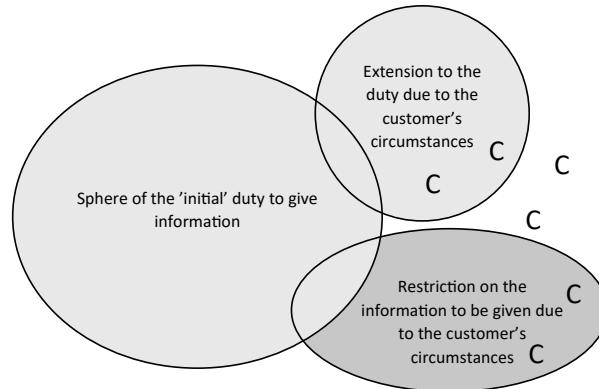 Extension to the
duty due to the
customer's
circumstances
C
C
C
Sphere of the 'initial' duty to give
information
C
Restriction on the
information to be given due
to the customer's
circumstances
C
C